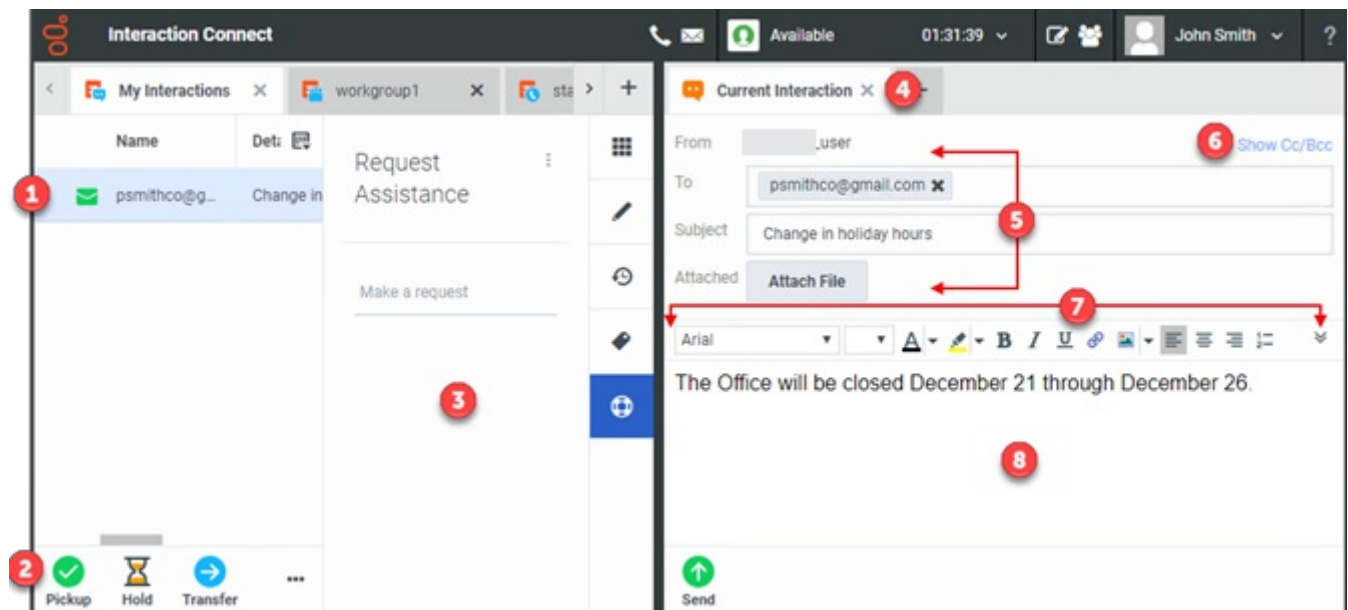 Interaction Connect
Available 01:31:39 John Smith ?
My Interactions workgroup1 sta
Name Deta
1 psmithco@g... Change in
Request
Assistance
Make a request
3
2
Pickup Hold Transfer ...
Current Interaction 4
From _user 6 Show Cc/Bcc
To psmithco@gmail.com
5
Subject Change in holiday hours
Attached Attach File
7
Arial A B I U
The Office will be closed December 21 through December 26.
8
Send